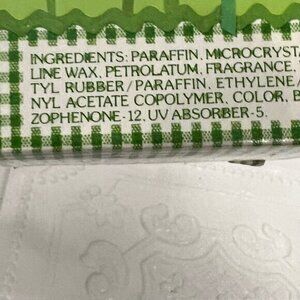 INGREDIENTS: PARAFFIN, MICROCRYST
LINE WAX, PETROLATUM, FRAGRANCE,
TYL RUBBER/PARAFFIN, ETHYLENE/
NYL ACETATE COPOLYMER, COLOR, B
ZOPHENONE-12, UV ABSORBER-5.